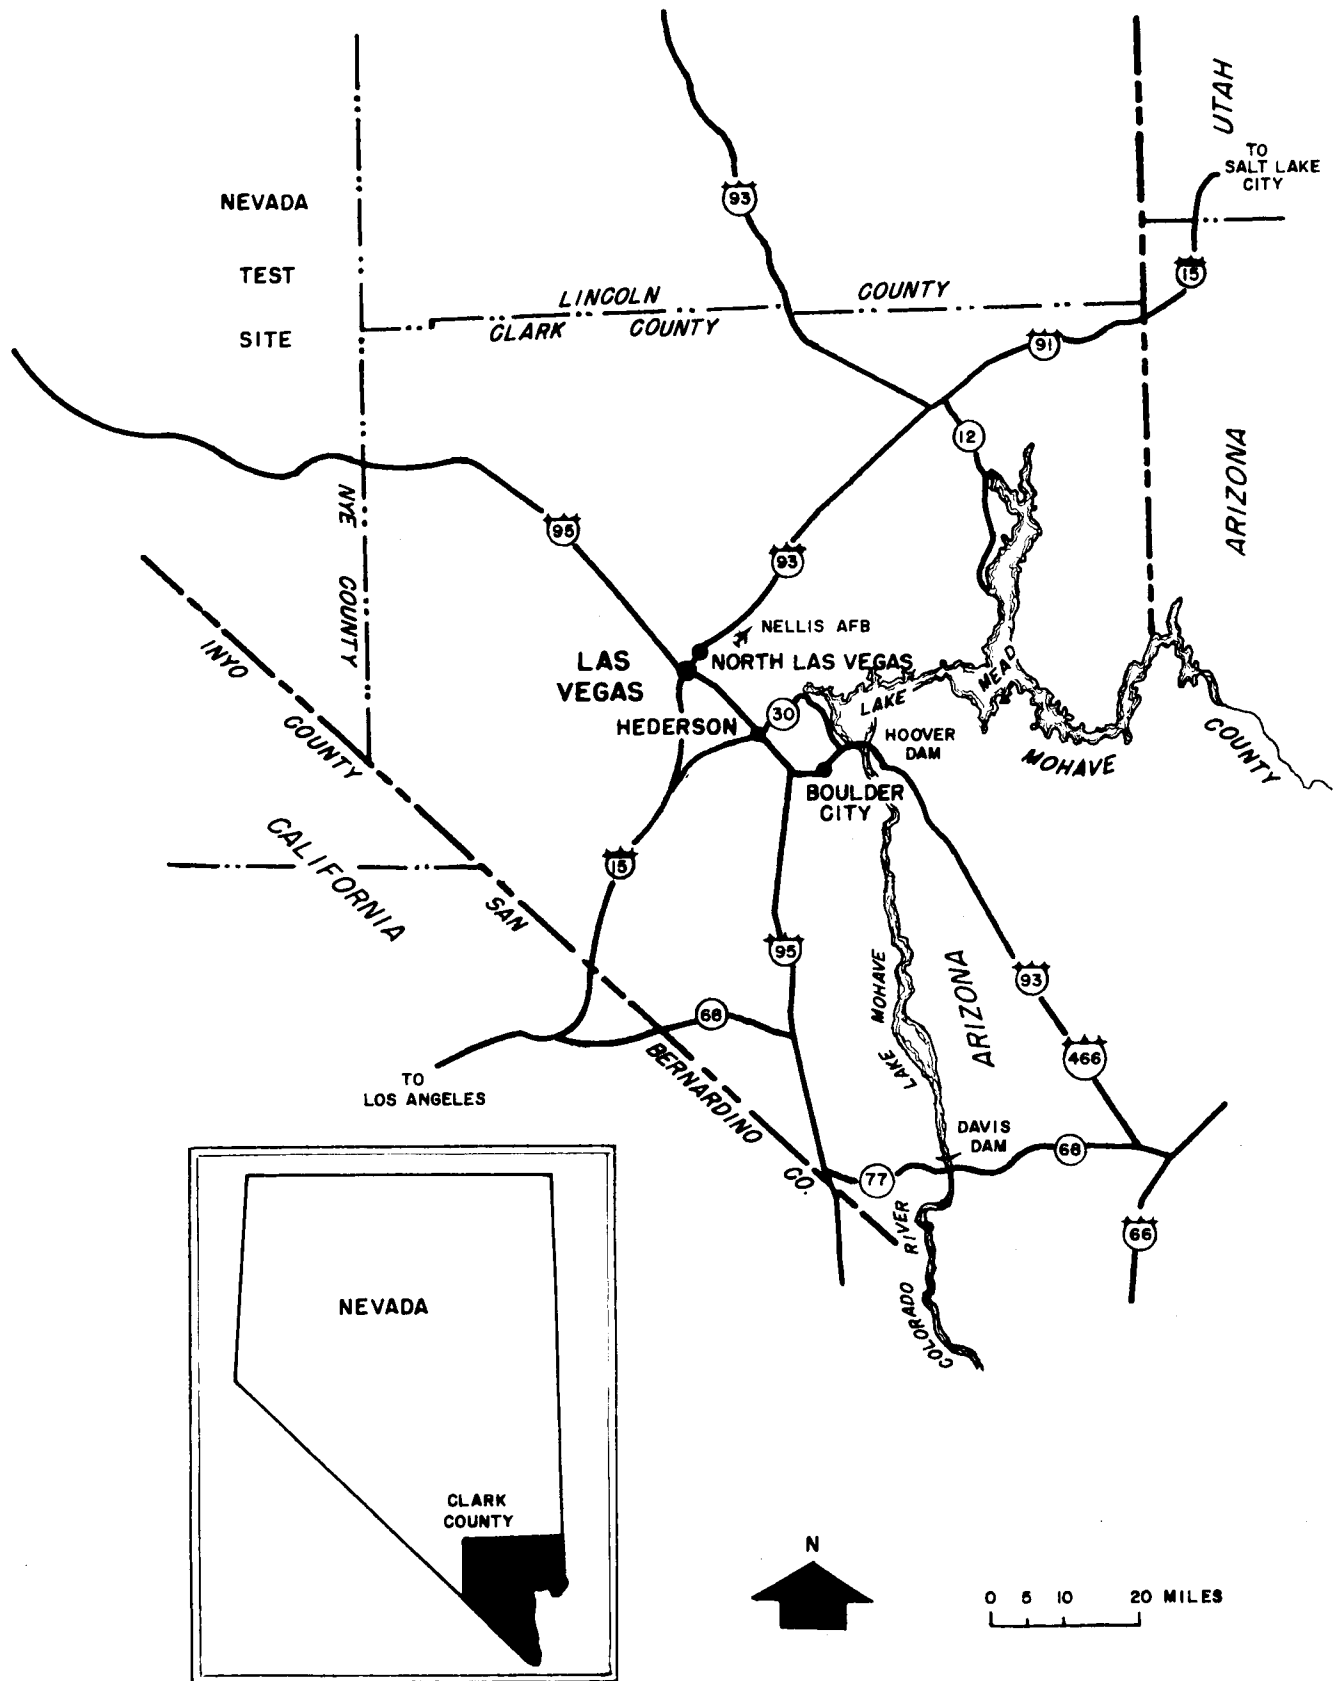 UTAH
TO
SALT LAKE
CITY
93
NEVADA
TEST
SITE
15
LINCOLN COUNTY
CLARK COUNTY
91
12
ARIZONA
NYE COUNTY
95
93
NELLIS AFB
NORTH LAS VEGAS
LAS
VEGAS
INYO COUNTY
LAKE MEAD
30
HEDERSON
HOOVER
DAM
MOHAVE COUNTY
BOULDER
CITY
CALIFORNIA
15
SAN BERNARDINO CO.
95
LAKE MOHAVE
ARIZONA
93
68
466
TO
LOS ANGELES
DAVIS
DAM
68
77
COLORADO RIVER
66
NEVADA
CLARK
COUNTY
N
0 5 10 20 MILES